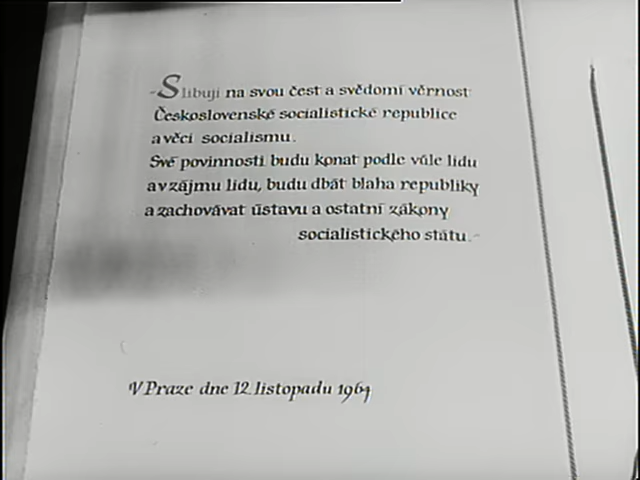 „Slibuji na svou čest a svědomí věrnost
Československé socialistické republice
a věci socialismu.
Své povinnosti budu konat podle vůle lidu
a v zájmu lidu, budu dbát blaha republiky
a zachovávat ústavu a ostatní zákony
socialistického státu.“
V Praze dne 12. listopadu 1964